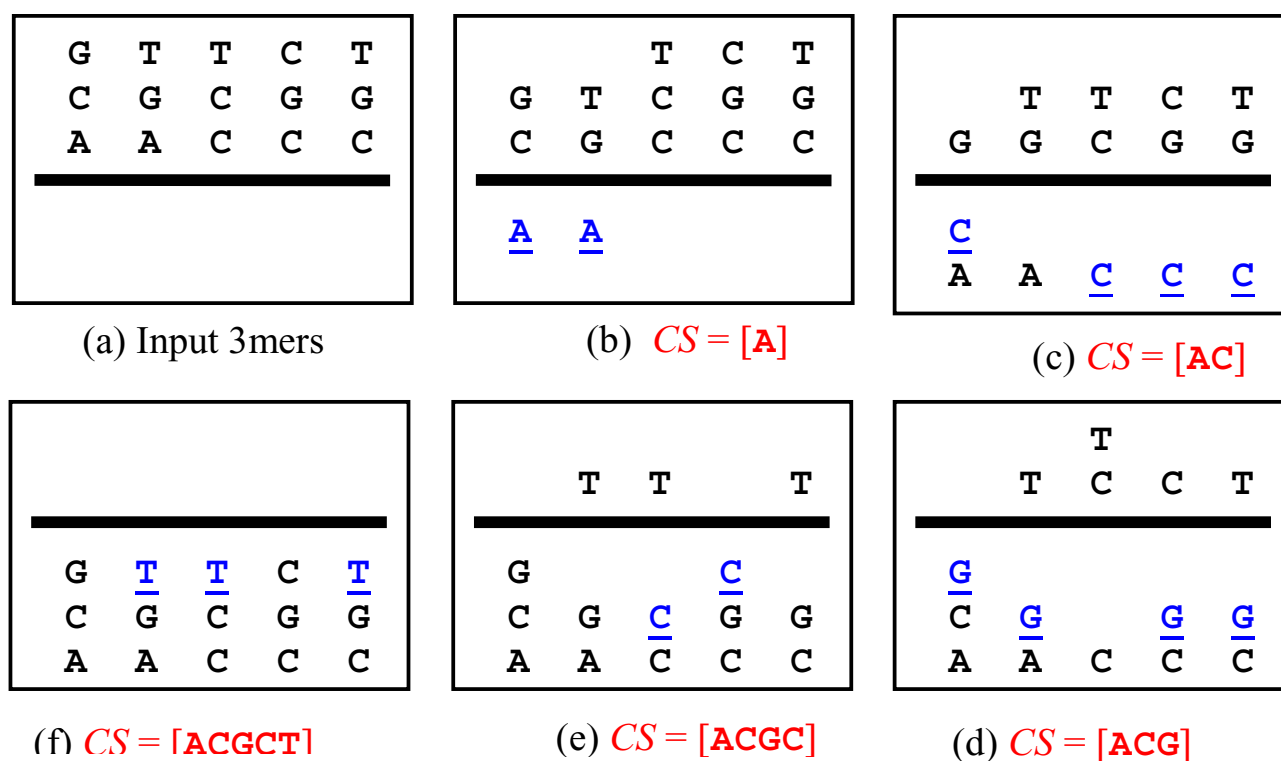 G T T C T
C G C G G
A A C C C
(a) Input 3mers
T C T
G T C G G
C G C C C
A A
(b) CS = [A]
T T C T
G G C G G
C
A A C C C
(c) CS = [AC]
G T T C T
C G C G G
A A C C C
(f) CS = [ACGCT]
T T T
G C
C G C G G
A A C C C
(e) CS = [ACGC]
T
T C C T
G
C G G G
A A C C C
(d) CS = [ACG]